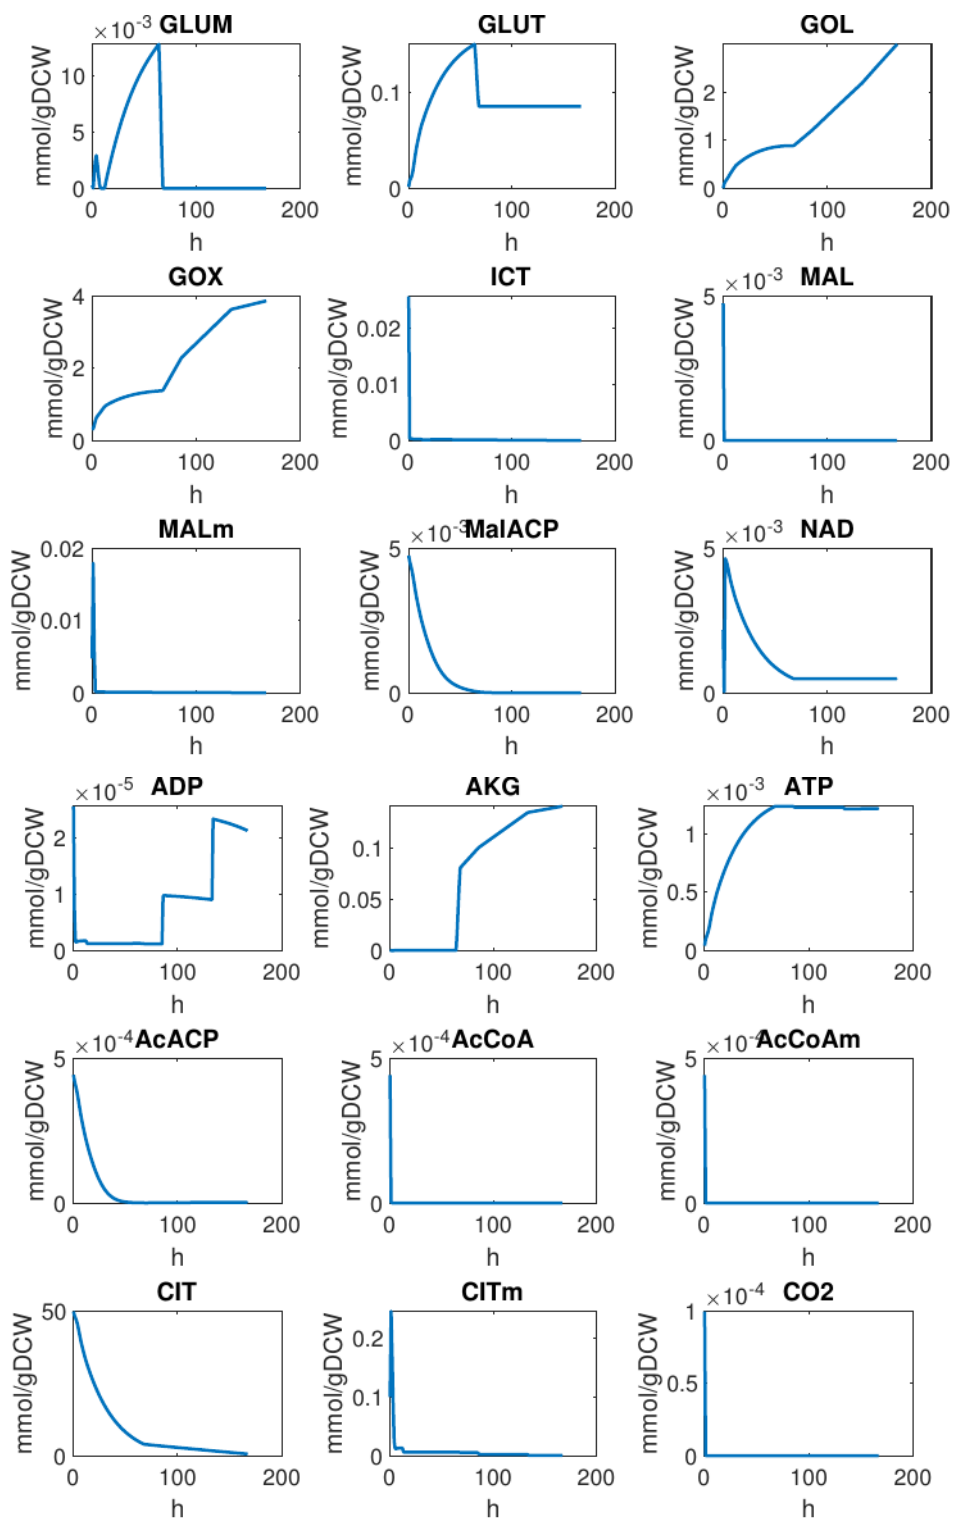 ×10-3 GLUM
mmol/gDCW
10
5
0
0 100 200
h
GLUT
mmol/gDCW
0.1
0
0 100 200
h
GOL
mmol/gDCW
2
1
0
0 100 200
h
GOX
mmol/gDCW
4
2
0
0 100 200
h
ICT
mmol/gDCW
0.02
0.01
0
0 100 200
h
×10-3 MAL
mmol/gDCW
5
0
0 100 200
h
MALm
mmol/gDCW
0.02
0.01
0
0 100 200
h
×10-3 MalACP
mmol/gDCW
5
0
0 100 200
h
×10-3 NAD
mmol/gDCW
5
0
0 100 200
h
×10-5 ADP
mmol/gDCW
2
1
0
0 100 200
h
AKG
mmol/gDCW
0.1
0.05
0
0 100 200
h
×10-3 ATP
mmol/gDCW
1
0.5
0
0 100 200
h
×10-4 AcACP
mmol/gDCW
5
0
0 100 200
h
×10-4 AcCoA
mmol/gDCW
5
0
0 100 200
h
×10-4 AcCoAm
mmol/gDCW
5
0
0 100 200
h
CIT
mmol/gDCW
50
0
0 100 200
h
CITm
mmol/gDCW
0.2
0.1
0
0 100 200
h
×10-4 CO2
mmol/gDCW
1
0.5
0
0 100 200
h